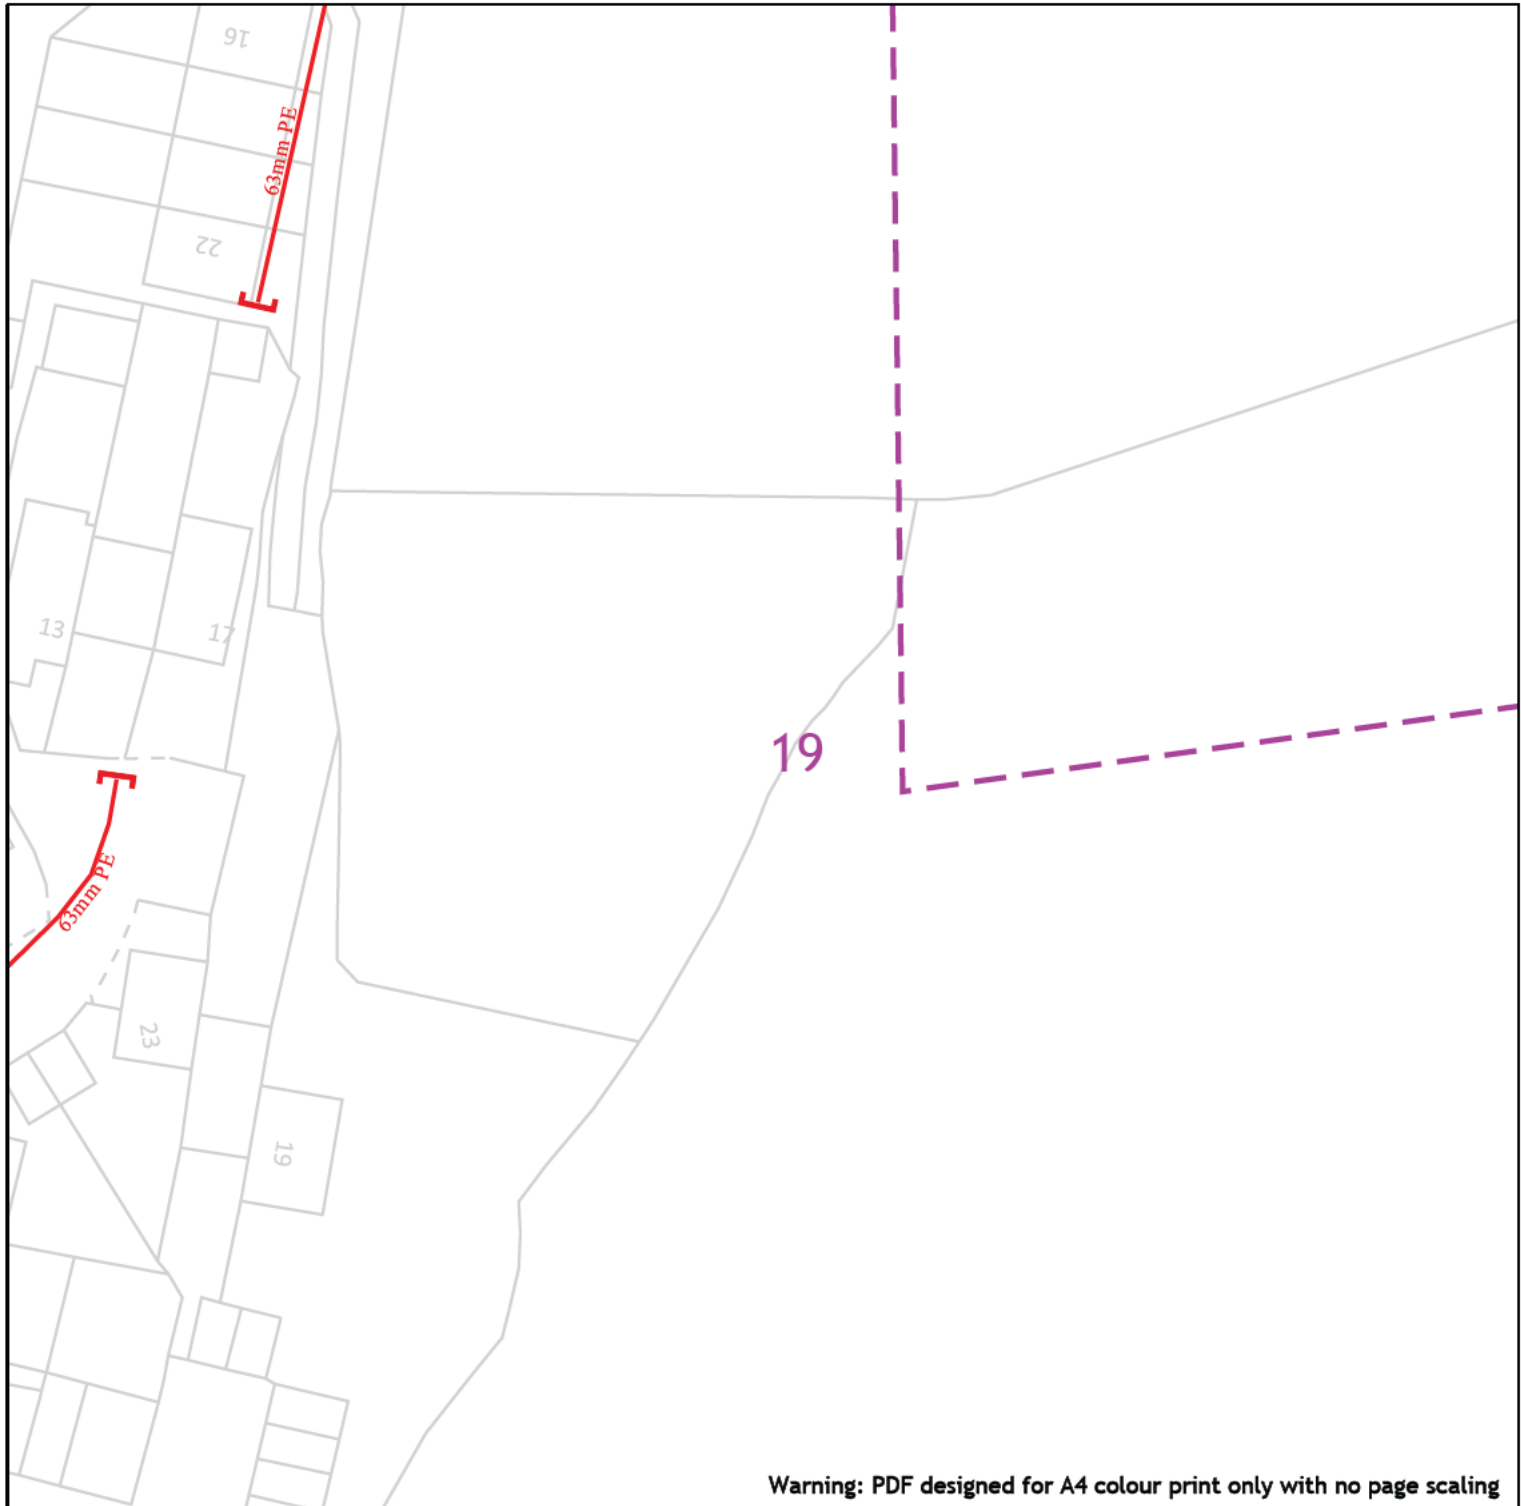 16
63mm PE
22
13
17
19
63mm PE
23
19
Warning: PDF designed for A4 colour print only with no page scaling